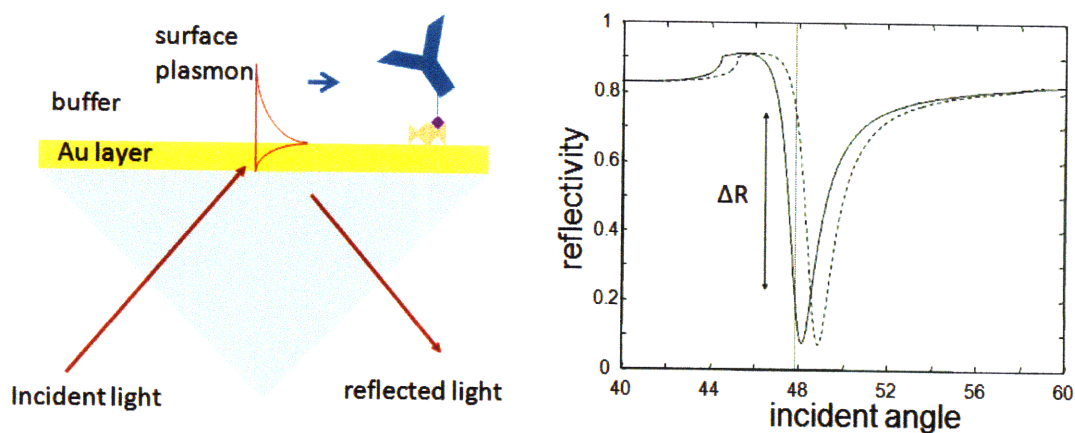 surface
plasmon
buffer
Au layer
Incident light
reflected light
1
0.8
0.6
0.4
0.2
0
reflectivity
ΔR
40
44
48
52
56
60
incident angle